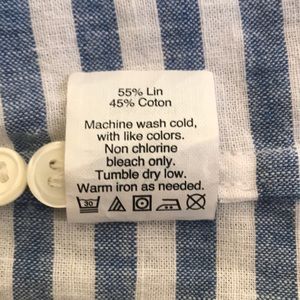 55% Lin
45% Coton
Machine wash cold,
with like colors.
Non chlorine
bleach only.
Tumble dry low.
Warm iron as needed.
30